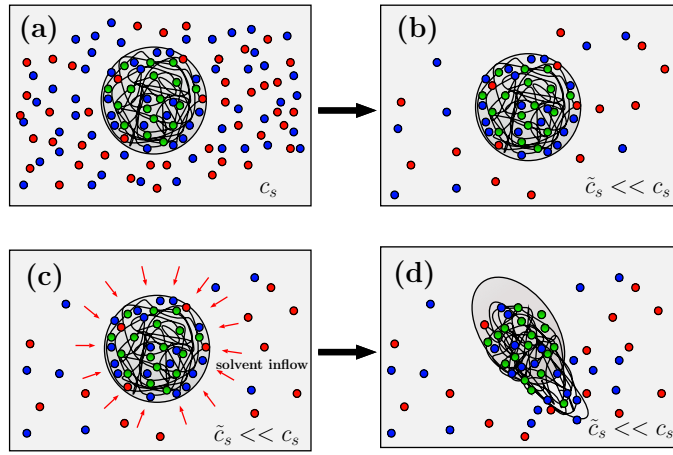 (a)
(b)
c_s
c̃_s << c_s
(c)
(d)
solvent inflow
c̃_s << c_s
c̃_s << c_s